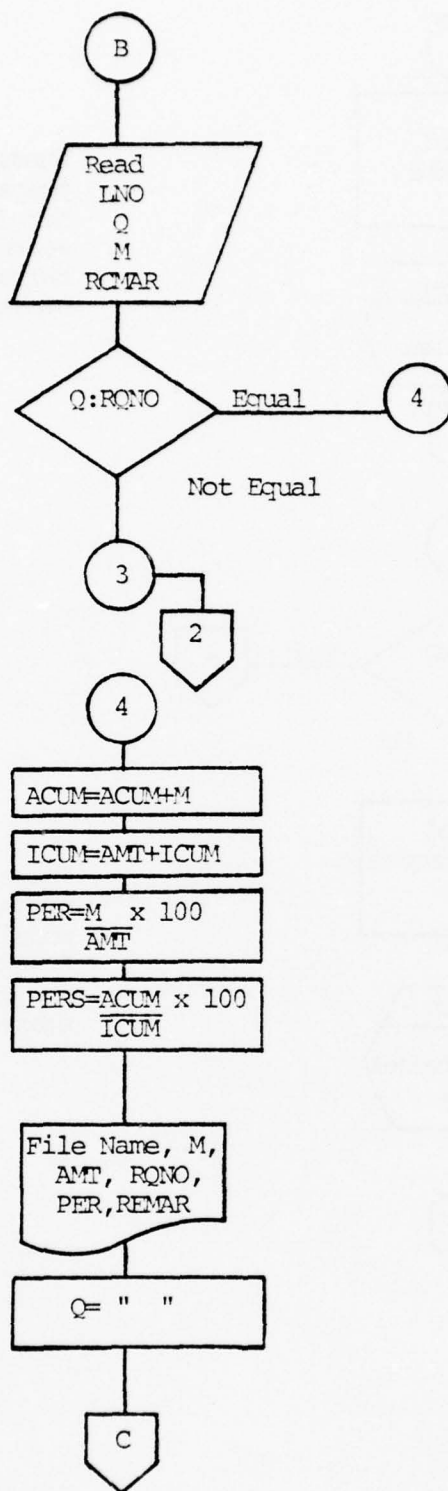 B
Read
LNO
Q
M
RCMAR
Q:RQNO Equal
4
Not Equal
3
2
4
ACUM=ACUM+M
ICUM=AMT+ICUM
PER=M x 100
AMT
PERS=ACUM x 100
ICUM
File Name, M,
AMT, RQNO,
PER,REMAR
Q= " "
C